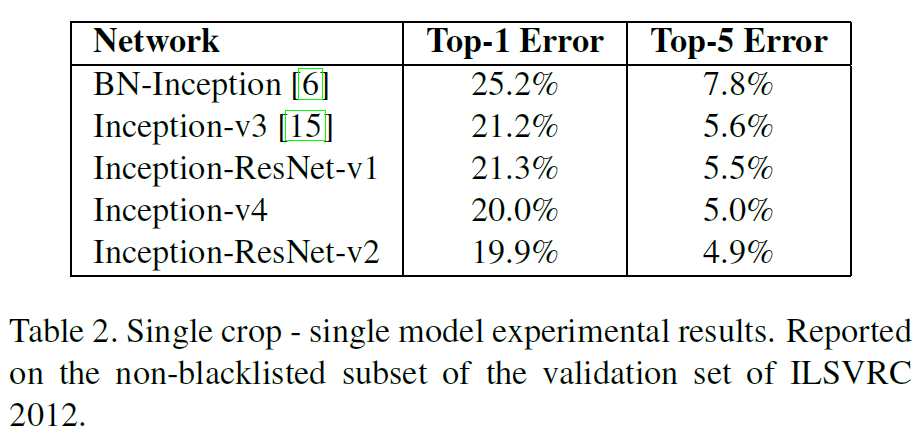 Network Top-1 Error Top-5 Error
BN-Inception [6] 25.2% 7.8%
Inception-v3 [15] 21.2% 5.6%
Inception-ResNet-v1 21.3% 5.5%
Inception-v4 20.0% 5.0%
Inception-ResNet-v2 19.9% 4.9%
Table 2. Single crop - single model experimental results. Reported
on the non-blacklisted subset of the validation set of ILSVRC
2012.